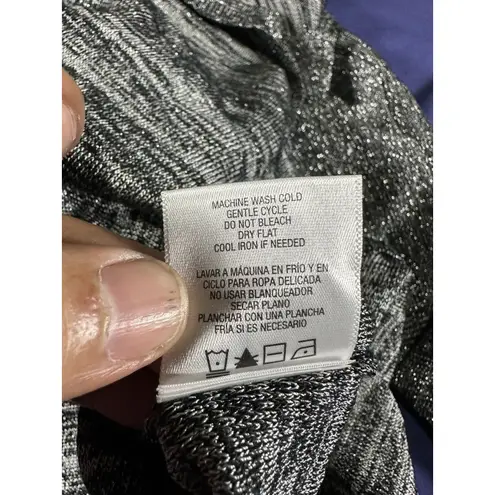 MACHINE WASH COLD
GENTLE CYCLE
DO NOT BLEACH
DRY FLAT
COOL IRON IF NEEDED
LAVAR A MÁQUINA EN FRÍO Y EN
CICLO PARA ROPA DELICADA
NO USAR BLANQUEADOR
SECAR PLANO
PLANCHAR CON UNA PLANCHA
FRÍA SI ES NECESARIO